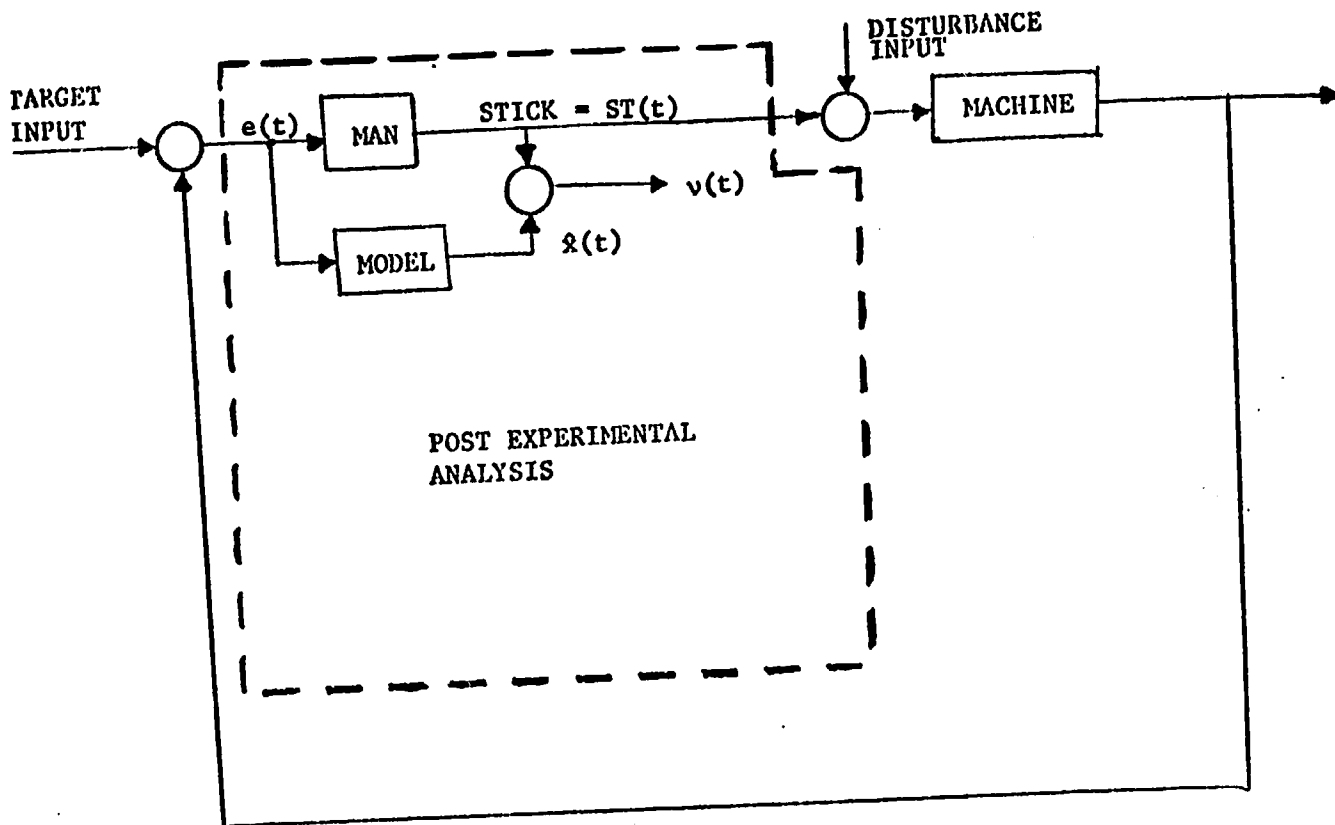 DISTURBANCE
INPUT
TARGET
INPUT
e(t)
MAN
STICK = ST(t)
MACHINE
ν(t)
x̂(t)
MODEL
POST EXPERIMENTAL
ANALYSIS